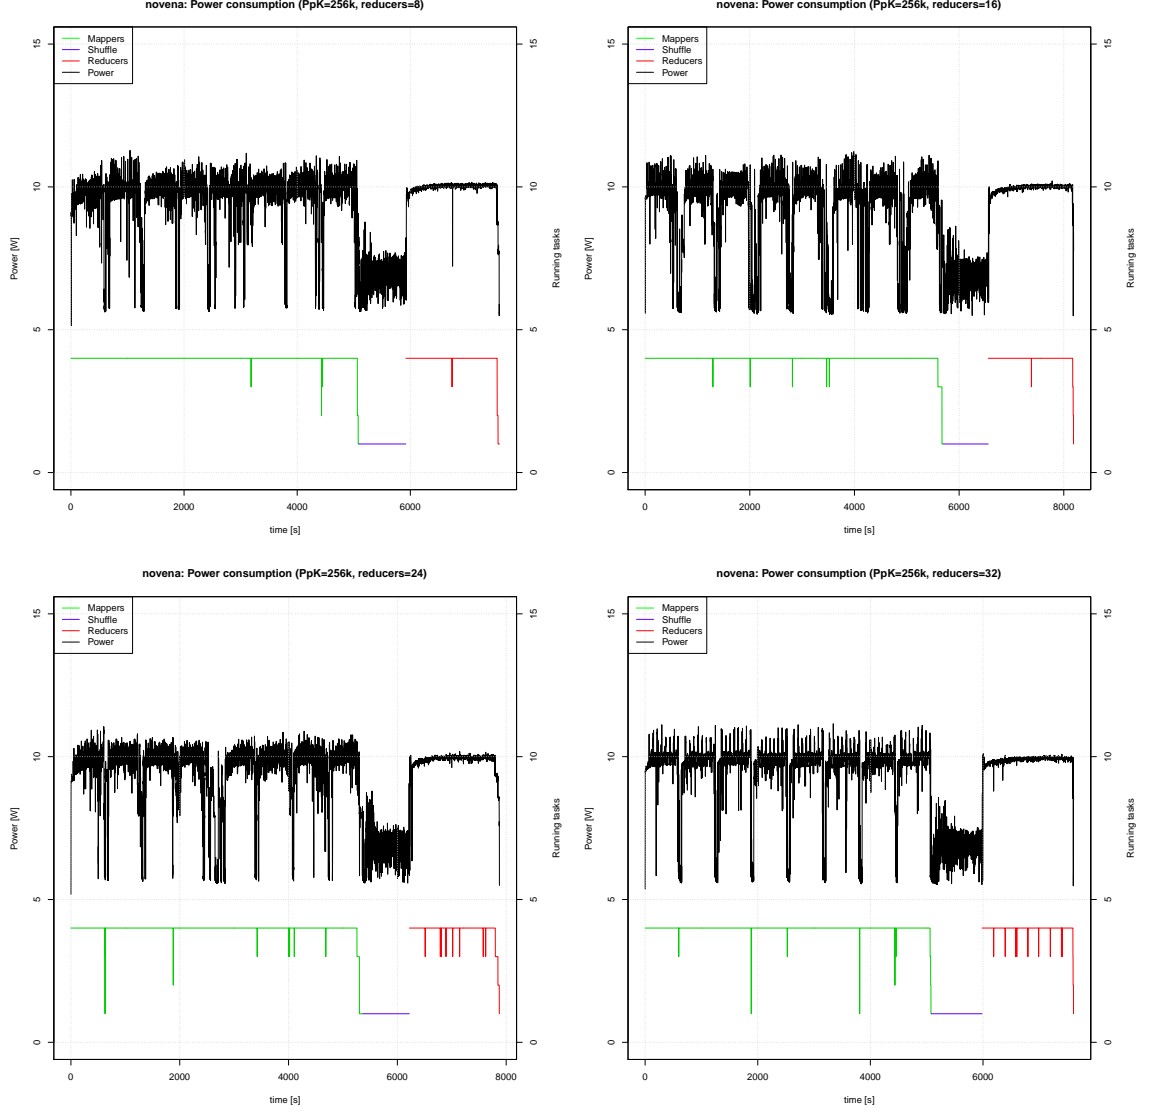 novena: Power consumption (PpK=256k, reducers=8)
Mappers
Shuffle
Reducers
Power
15
10
5
0
Power [W]
15
10
5
0
Running tasks
0 2000 4000 6000
time [s]
novena: Power consumption (PpK=256k, reducers=16)
Mappers
Shuffle
Reducers
Power
15
10
5
0
Power [W]
15
10
5
0
Running tasks
0 2000 4000 6000 8000
time [s]
novena: Power consumption (PpK=256k, reducers=24)
Mappers
Shuffle
Reducers
Power
15
10
5
0
Power [W]
15
10
5
0
Running tasks
0 2000 4000 6000 8000
time [s]
novena: Power consumption (PpK=256k, reducers=32)
Mappers
Shuffle
Reducers
Power
15
10
5
0
Power [W]
15
10
5
0
Running tasks
0 2000 4000 6000
time [s]